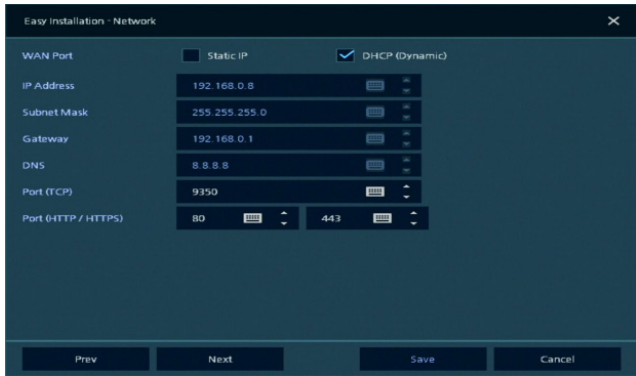 Easy Installation - Network
WAN Port Static IP DHCP (Dynamic)
IP Address 192.168.0.8
Subnet Mask 255.255.255.0
Gateway 192.168.0.1
DNS 8.8.8.8
Port (TCP) 9350
Port (HTTP / HTTPS) 80 443
Prev Next Save Cancel